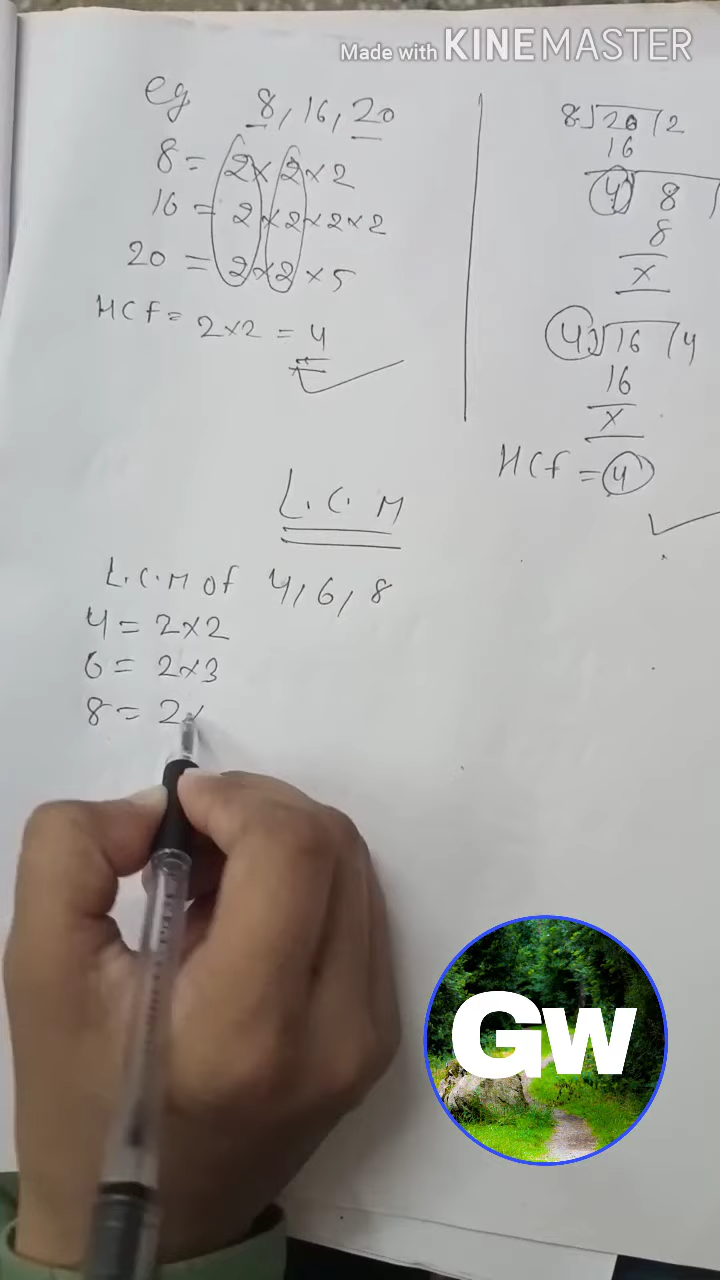 Made with KINEMASTER
eg 8, 16, 20
8 = 2 × 2 × 2
16 = 2 × 2 × 2 × 2
20 = 2 × 2 × 5
HCf = 2 × 2 = 4
8 ) 20 ( 2
16
4 ) 8 (
8
×
4 ) 16 ( 4
16
×
HCf = 4
L.C.M
L.C.M of 4, 6, 8
4 = 2 × 2
6 = 2 × 3
8 = 2 ×
Gw